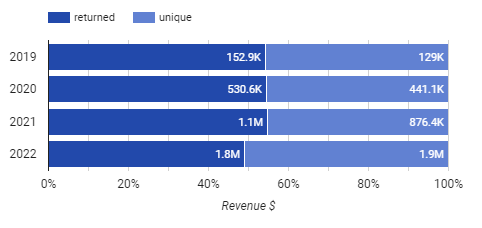 returned unique
2019 152.9K 129K
2020 530.6K 441.1K
2021 1.1M 876.4K
2022 1.8M 1.9M
0% 20% 40% 60% 80% 100%
Revenue $